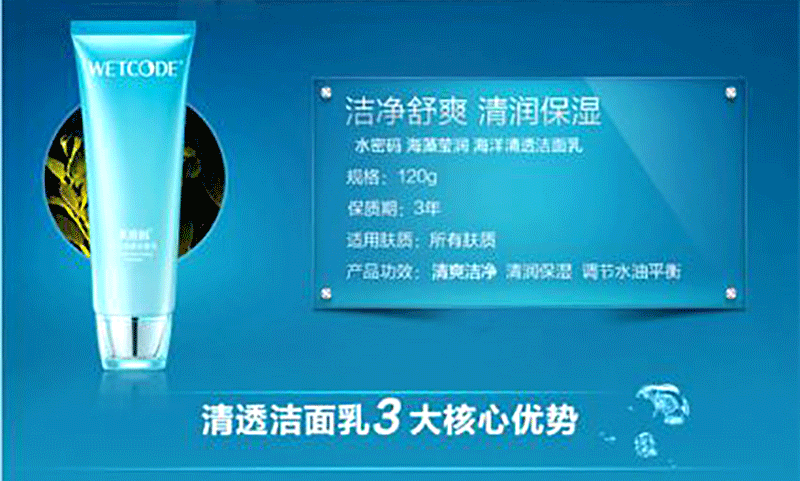 WETCODE
洁净舒爽 清润保湿
水密码 海藻莹润 海洋清透洁面乳
规格：120g
保质期：3年
适用肤质：所有肤质
产品功效：清爽洁净 清润保湿 调节水油平衡
清透洁面乳3大核心优势